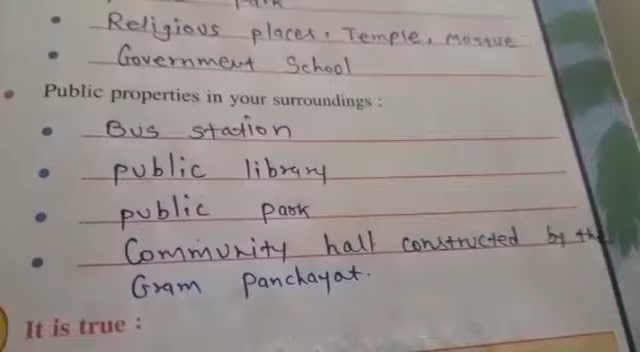 Religious places, Temple, Mosque
Government School
Public properties in your surroundings :
Bus station
public library
public park
Community hall constructed by the
Gram Panchayat.
It is true :